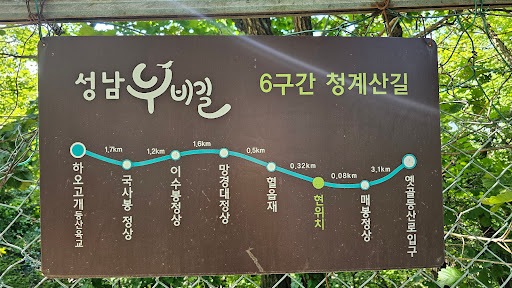 성남누비길
6구간 청계산길
1.7km 1.2km 1.6km 0.5km 0.32km 0.08km 3.1km
하오고개등산육교
국사봉 정상
이수봉정상
망경대정상
혈읍재
현위치
매봉정상
옛골등산로입구